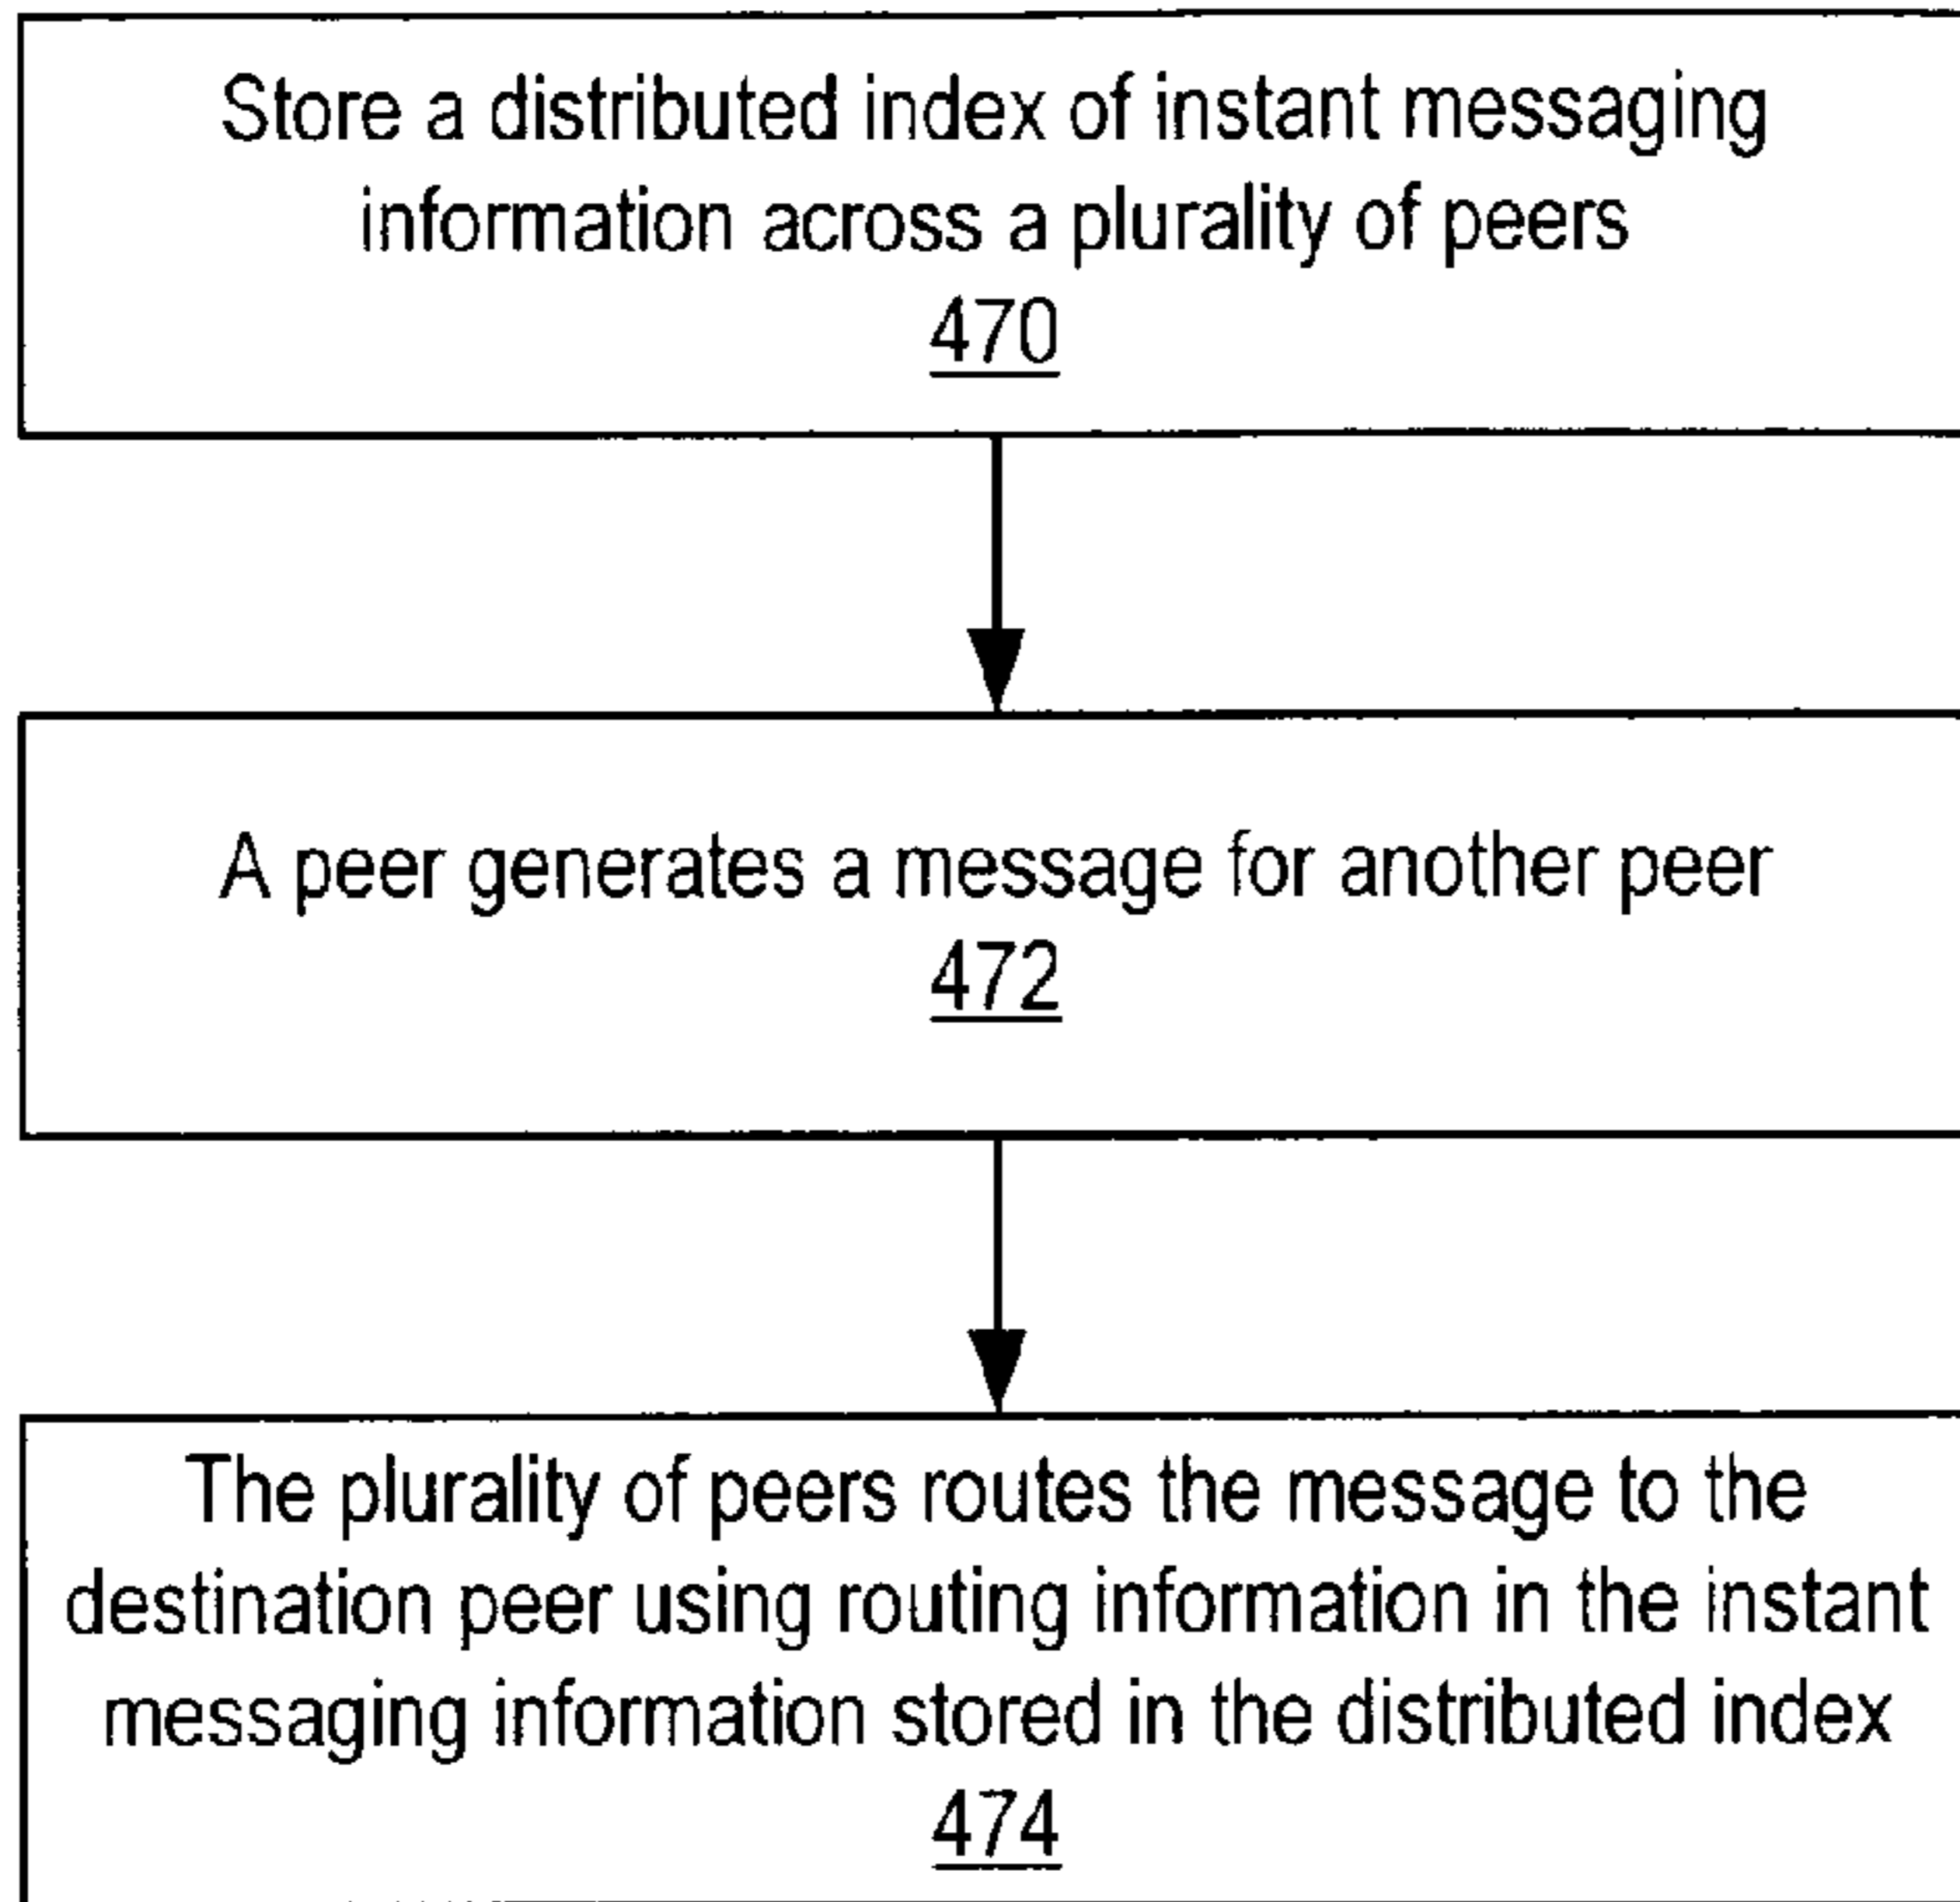 Store a distributed index of instant messaging
information across a plurality of peers
470
A peer generates a message for another peer
472
The plurality of peers routes the message to the
destination peer using routing information in the instant
messaging information stored in the distributed index
474